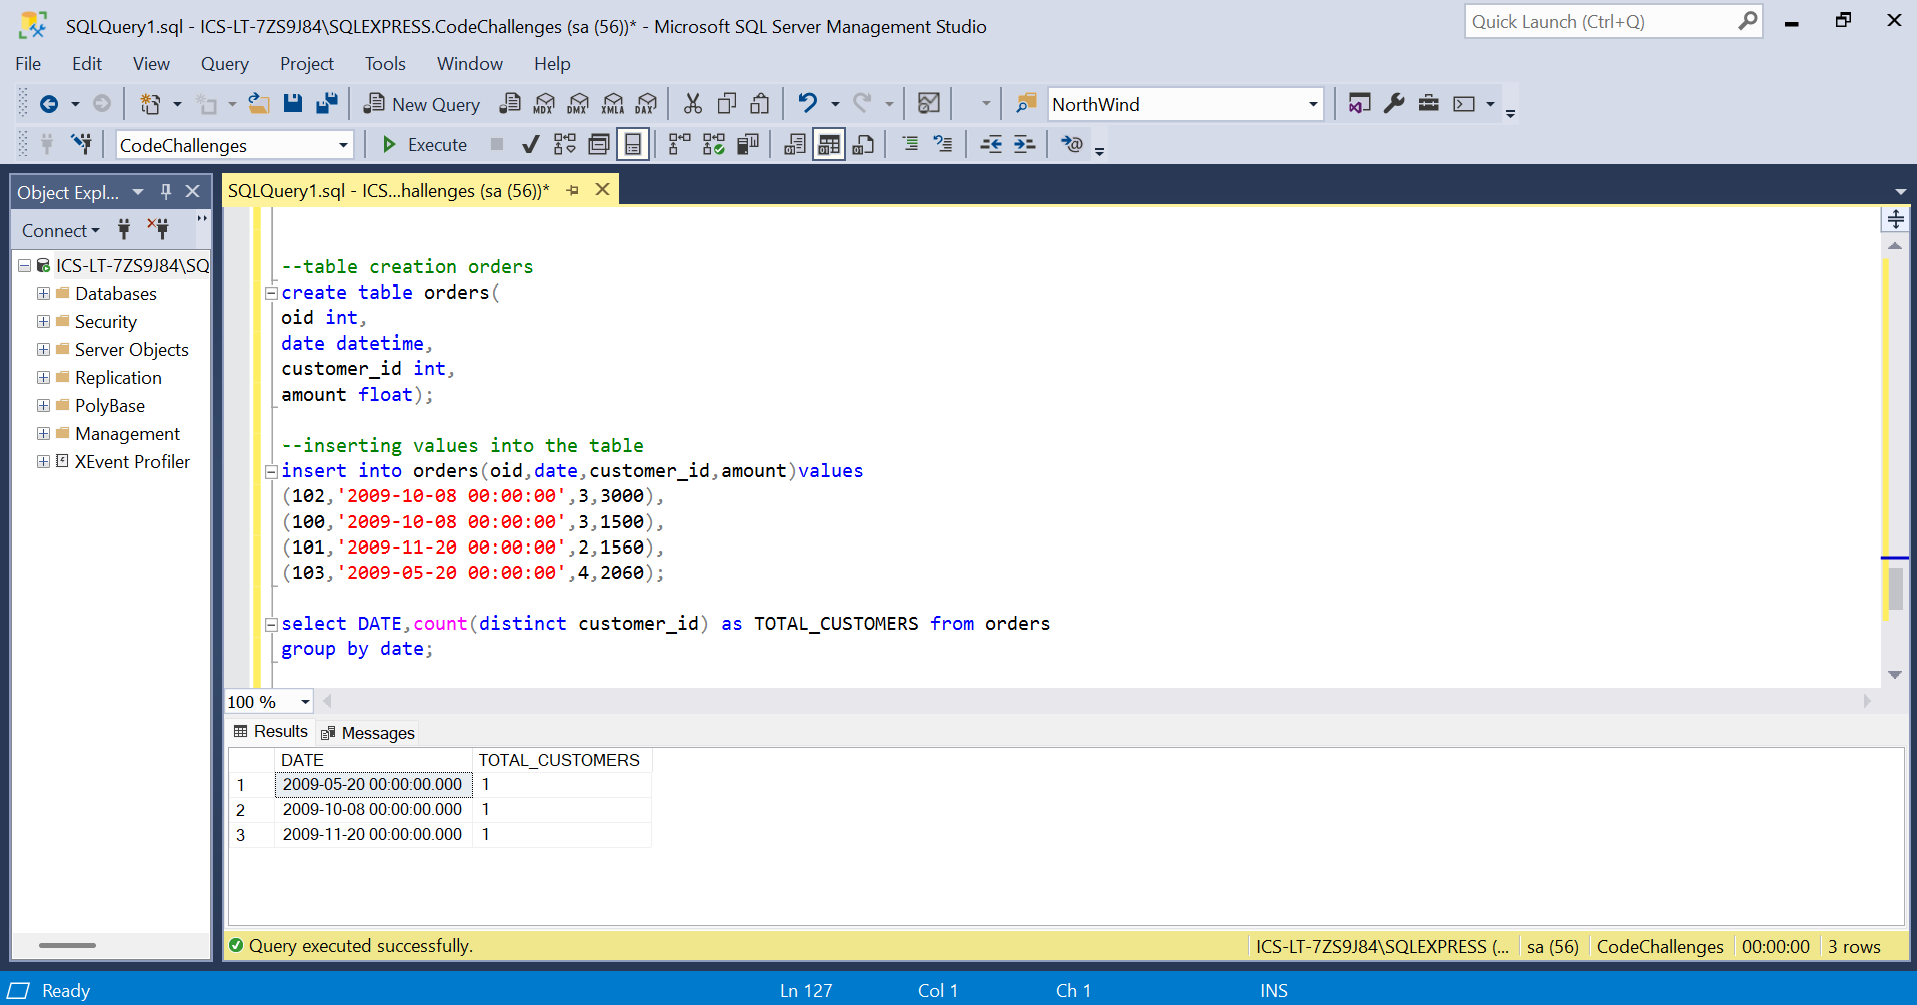 SQLQuery1.sql - ICS-LT-7ZS9J84\SQLEXPRESS.CodeChallenges (sa (56))* - Microsoft SQL Server Management Studio
Quick Launch (Ctrl+Q)
File Edit View Query Project Tools Window Help
New Query MDX DMX XMLA DAX NorthWind
CodeChallenges Execute
Object Expl...
SQLQuery1.sql - ICS...hallenges (sa (56))*
Connect
ICS-LT-7ZS9J84\SQ
Databases
Security
Server Objects
Replication
PolyBase
Management
XEvent Profiler
--table creation orders
create table orders(
oid int,
date datetime,
customer_id int,
amount float);
--inserting values into the table
insert into orders(oid,date,customer_id,amount)values
(102,'2009-10-08 00:00:00',3,3000),
(100,'2009-10-08 00:00:00',3,1500),
(101,'2009-11-20 00:00:00',2,1560),
(103,'2009-05-20 00:00:00',4,2060);
select DATE,count(distinct customer_id) as TOTAL_CUSTOMERS from orders
group by date;
100 %
Results Messages
DATE TOTAL_CUSTOMERS
1 2009-05-20 00:00:00.000 1
2 2009-10-08 00:00:00.000 1
3 2009-11-20 00:00:00.000 1
Query executed successfully.
ICS-LT-7ZS9J84\SQLEXPRESS (... sa (56) CodeChallenges 00:00:00 3 rows
Ready Ln 127 Col 1 Ch 1 INS